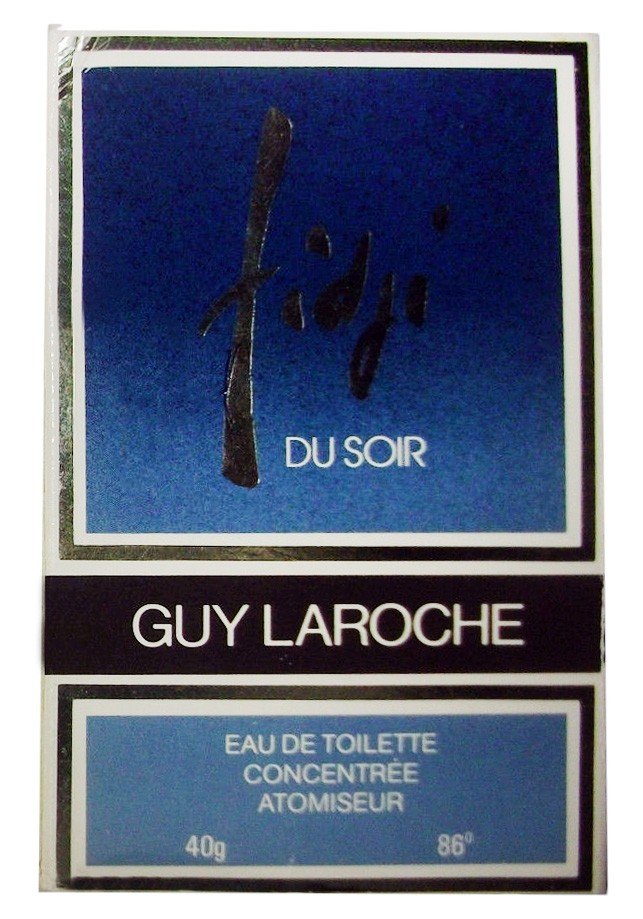 fidji
DU SOIR
GUY LAROCHE
EAU DE TOILETTE
CONCENTRÉE
ATOMISEUR
40g 86°